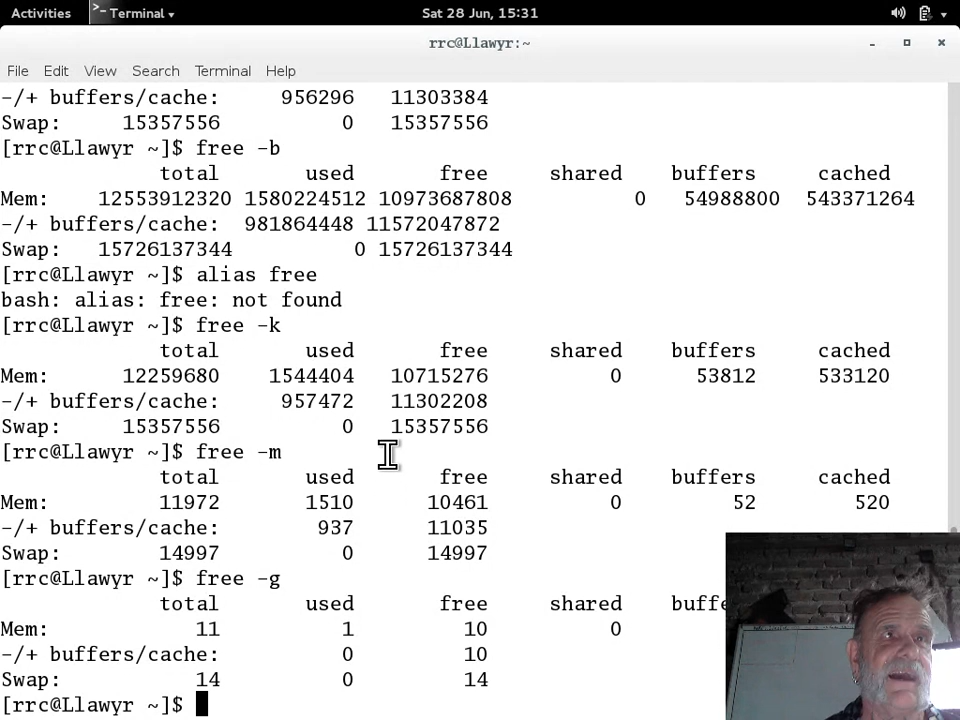 Activities Terminal Sat 28 Jun, 15:31
rrc@Llawyr:~
File Edit View Search Terminal Help
-/+ buffers/cache: 956296 11303384
Swap: 15357556 0 15357556
[rrc@Llawyr ~]$ free -b
total used free shared buffers cached
Mem: 12553912320 1580224512 10973687808 0 54988800 543371264
-/+ buffers/cache: 981864448 11572047872
Swap: 15726137344 0 15726137344
[rrc@Llawyr ~]$ alias free
bash: alias: free: not found
[rrc@Llawyr ~]$ free -k
total used free shared buffers cached
Mem: 12259680 1544404 10715276 0 53812 533120
-/+ buffers/cache: 957472 11302208
Swap: 15357556 0 15357556
[rrc@Llawyr ~]$ free -m
total used free shared buffers cached
Mem: 11972 1510 10461 0 52 520
-/+ buffers/cache: 937 11035
Swap: 14997 0 14997
[rrc@Llawyr ~]$ free -g
total used free shared buffe
Mem: 11 1 10 0
-/+ buffers/cache: 0 10
Swap: 14 0 14
[rrc@Llawyr ~]$